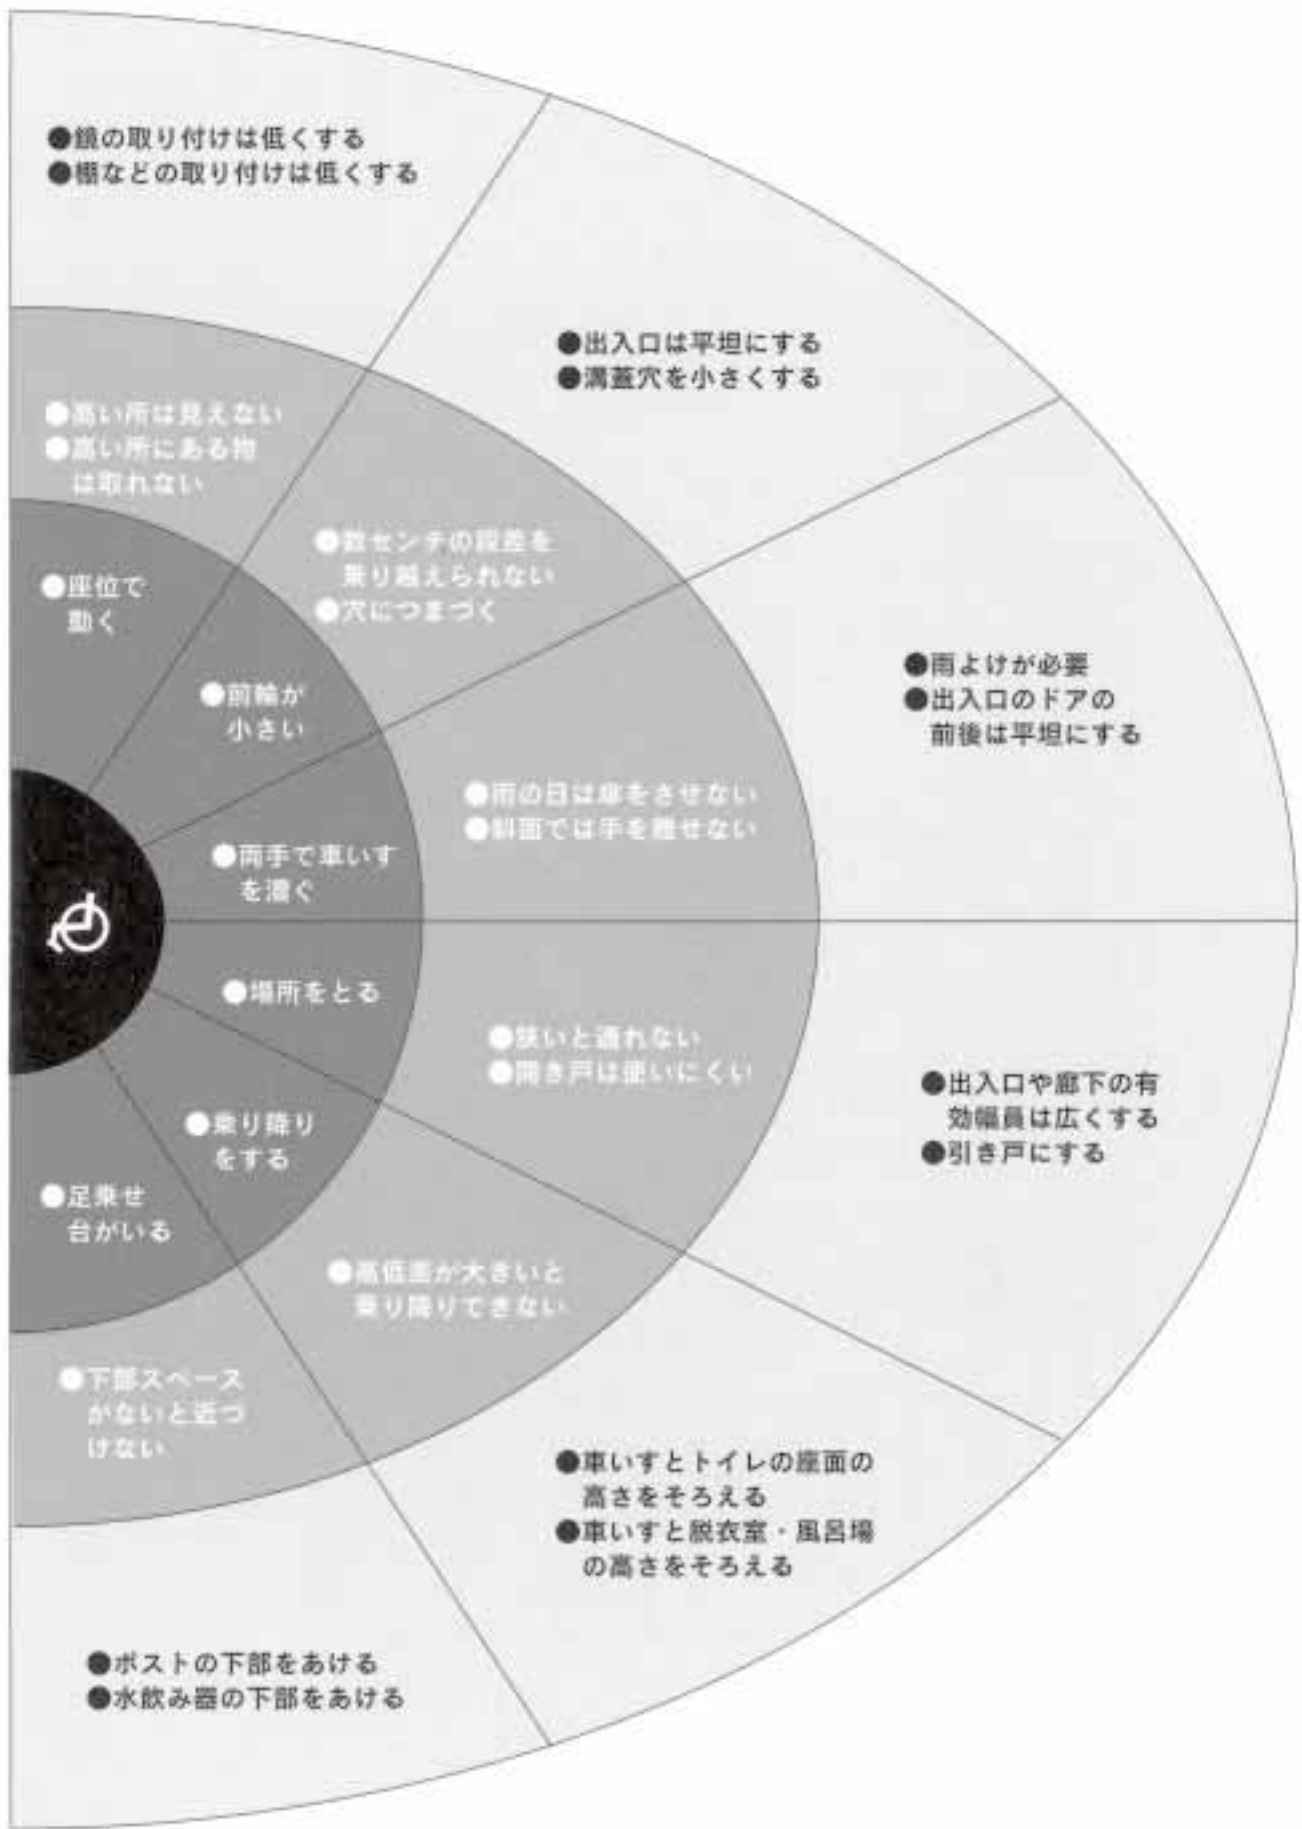 ●鏡の取り付けは低くする
●棚などの取り付けは低くする
●出入口は平坦にする
●溝蓋穴を小さくする
●高い所は見えない
●高い所にある物
は取れない
●数センチの段差を
乗り越えられない
●穴につまづく
●座位で
動く
●前輪が
小さい
●雨よけが必要
●出入口のドアの
前後は平坦にする
●雨の日は傘をさせない
●斜面では手を離せない
●両手で車いす
を漕ぐ
●場所をとる
●狭いと通れない
●開き戸は使いにくい
●出入口や廊下の有
効幅員は広くする
●引き戸にする
●乗り降り
をする
●足乗せ
台がいる
●高低差が大きいと
乗り降りできない
●下部スペース
がないと近づ
けない
●車いすとトイレの座面の
高さをそろえる
●車いすと脱衣室・風呂場
の高さをそろえる
●ポストの下部をあける
●水飲み器の下部をあける